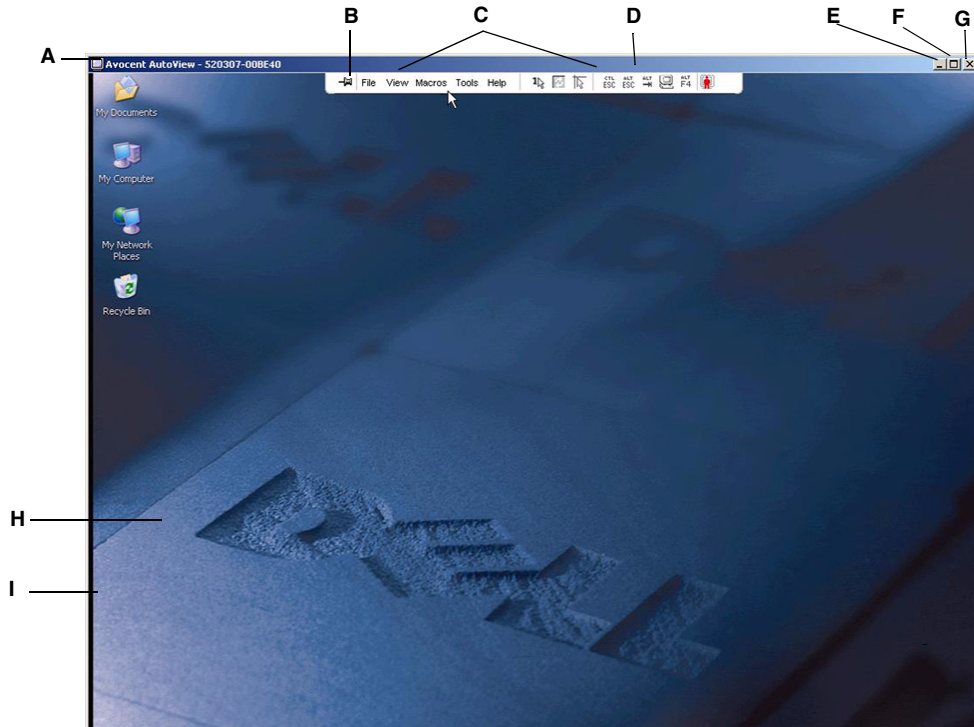 B C D E F G
A
Avocent AutoView - 520307-00BE40
File View Macros Tools Help CTL ESC ALT ESC ALT ALT F4
My Documents
My Computer
My Network
Places
Recycle Bin
DELL
H
I